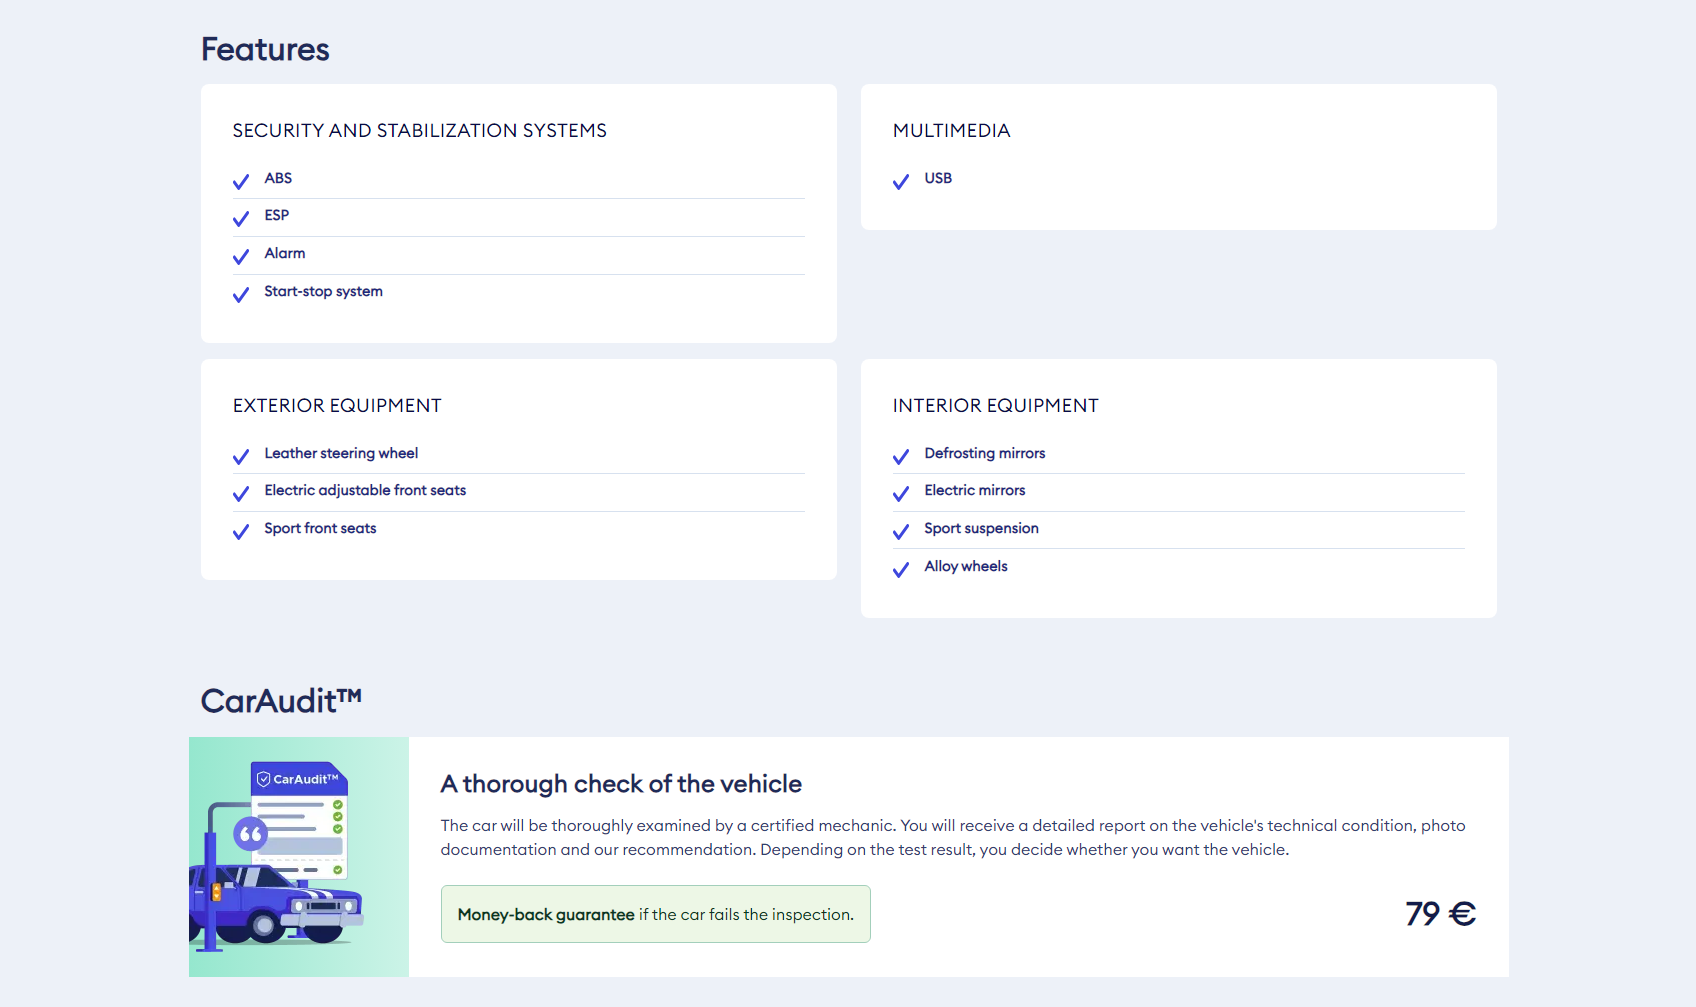 Features
SECURITY AND STABILIZATION SYSTEMS
ABS
ESP
Alarm
Start-stop system
MULTIMEDIA
USB
EXTERIOR EQUIPMENT
Leather steering wheel
Electric adjustable front seats
Sport front seats
INTERIOR EQUIPMENT
Defrosting mirrors
Electric mirrors
Sport suspension
Alloy wheels
CarAudit™
CarAudit™
A thorough check of the vehicle
The car will be thoroughly examined by a certified mechanic. You will receive a detailed report on the vehicle's technical condition, photo
documentation and our recommendation. Depending on the test result, you decide whether you want the vehicle.
Money-back guarantee if the car fails the inspection.
79 €